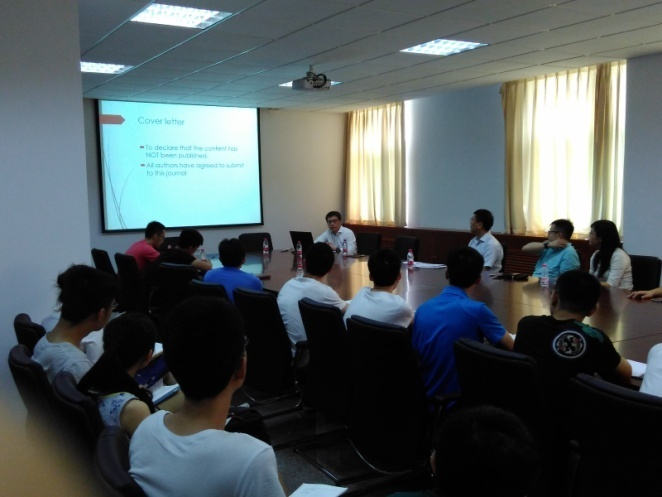 Cover letter
To declare that the content has
NOT been published.
All authors have agreed to submit
to this journal